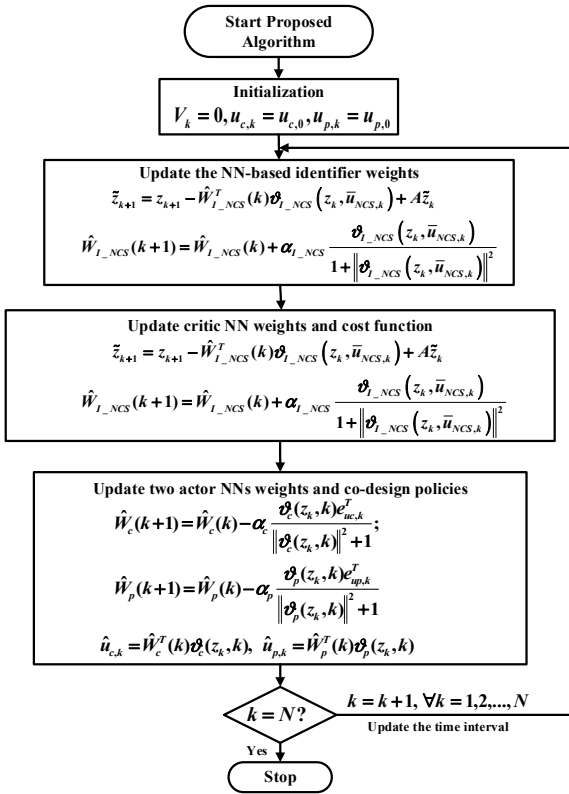 Start Proposed
Algorithm
Initialization
V_k = 0, u_{c,k} = u_{c,0}, u_{p,k} = u_{p,0}
Update the NN-based identifier weights
z̃_{k+1} = z_{k+1} − Ŵ^T_{I_NCS}(k)ϑ_{I_NCS}(z_k, ū_{NCS,k}) + Az̃_k
Ŵ_{I_NCS}(k+1) = Ŵ_{I_NCS}(k) + α_{I_NCS} \frac{ϑ_{I_NCS}(z_k, ū_{NCS,k})}{1 + ‖ϑ_{I_NCS}(z_k, ū_{NCS,k})‖^2}
Update critic NN weights and cost function
z̃_{k+1} = z_{k+1} − Ŵ^T_{I_NCS}(k)ϑ_{I_NCS}(z_k, ū_{NCS,k}) + Az̃_k
Ŵ_{I_NCS}(k+1) = Ŵ_{I_NCS}(k) + α_{I_NCS} \frac{ϑ_{I_NCS}(z_k, ū_{NCS,k})}{1 + ‖ϑ_{I_NCS}(z_k, ū_{NCS,k})‖^2}
Update two actor NNs weights and co-design policies
Ŵ_c(k+1) = Ŵ_c(k) − α_c \frac{ϑ_c(z_k, k)e^T_{uc,k}}{‖ϑ_c(z_k, k)‖^2 + 1};
Ŵ_p(k+1) = Ŵ_p(k) − α_p \frac{ϑ_p(z_k, k)e^T_{up,k}}{‖ϑ_p(z_k, k)‖^2 + 1}
û_{c,k} = Ŵ^T_c(k)ϑ_c(z_k, k), û_{p,k} = Ŵ^T_p(k)ϑ_p(z_k, k)
k = N?
k = k+1, ∀k = 1,2,...,N
Update the time interval
Yes
Stop